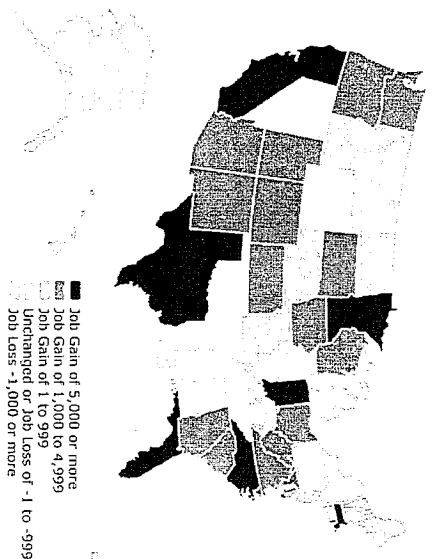 Job Gain of 5,000 or more
Job Gain of 1,000 to 4,999
Job Gain of 1 to 999
Unchanged or Job Loss of -1 to -999
Job Loss -1,000 or more